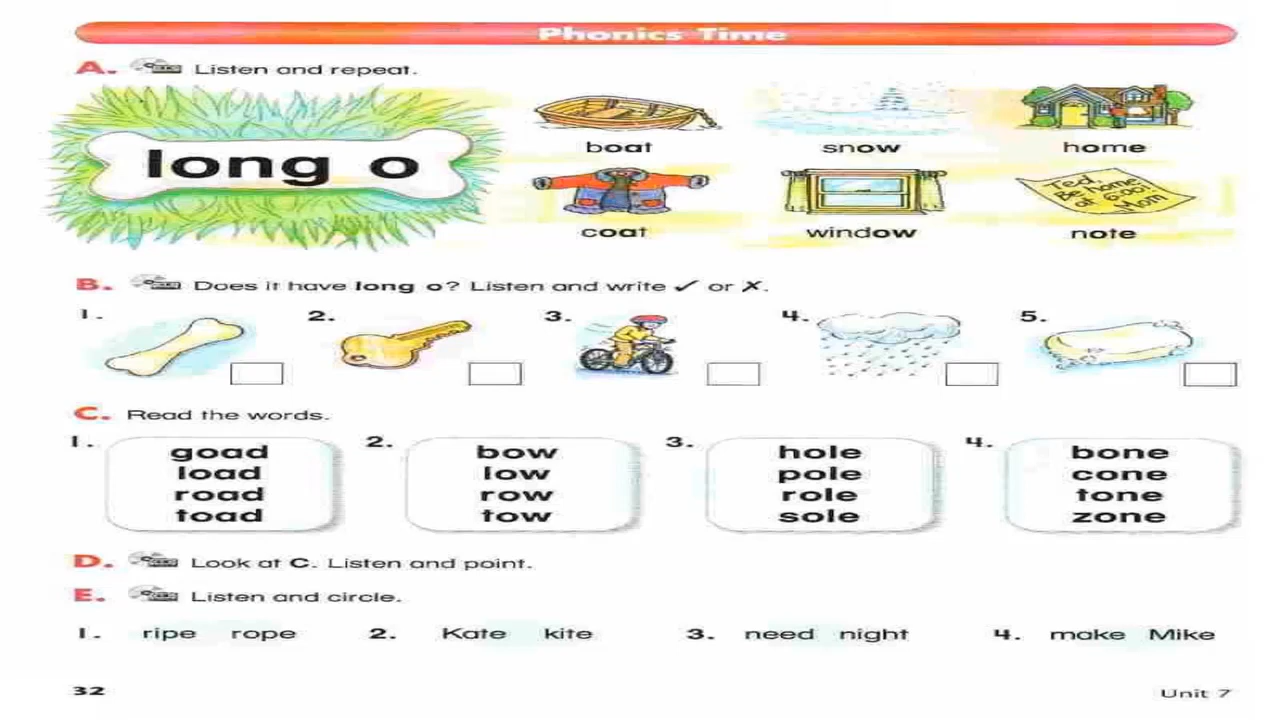 Phonics Time
A. Listen and repeat.
long o
boat snow home
Ted,
Be home
at 6:00!
Mom
coat window note
B. Does it have long o? Listen and write ✓ or ✗.
1. 2. 3. 4. 5.
C. Read the words.
1. 2. 3. 4.
goad bow hole bone
load low pole cone
road row role tone
toad tow sole zone
D. Look at C. Listen and point.
E. Listen and circle.
1. ripe rope 2. Kate kite 3. need night 4. make Mike
32 Unit 7